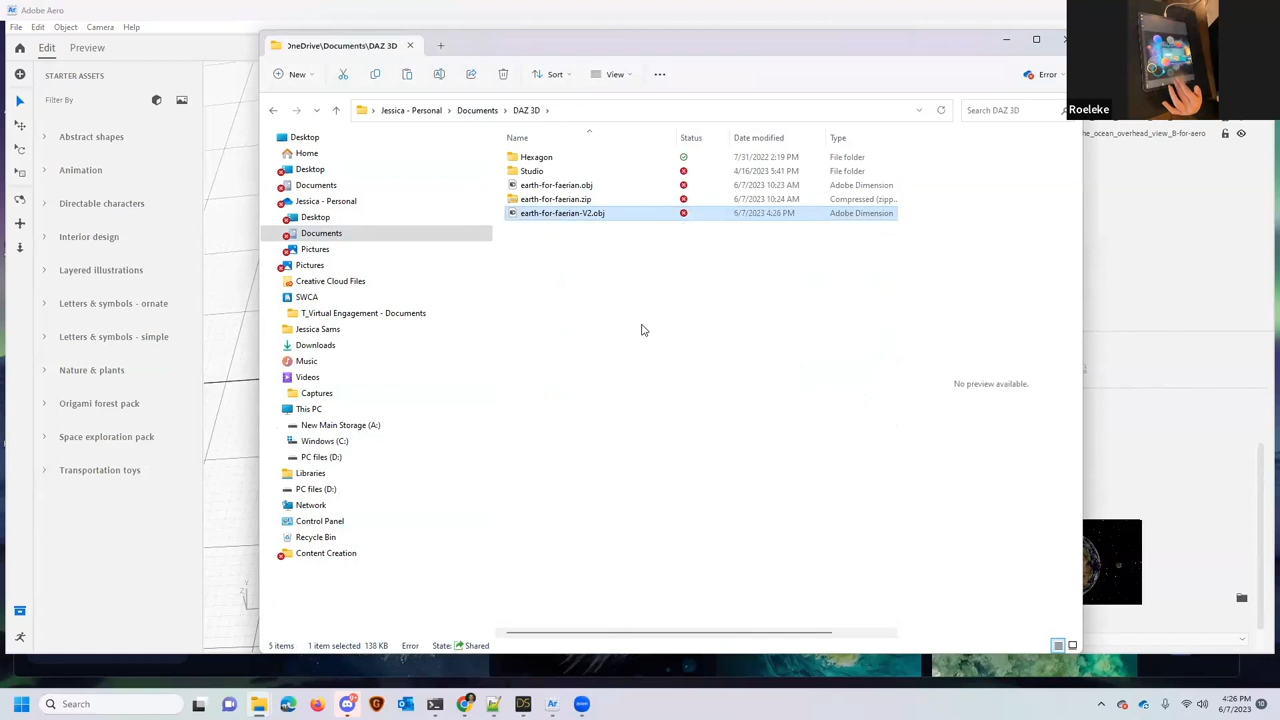 Adobe Aero
File Edit Object Camera Help
Edit Preview
OneDrive\Documents\DAZ 3D
New Sort View Error
Jessica - Personal Documents DAZ 3D
Search DAZ 3D
Roeleke
STARTER ASSETS
Filter By
Abstract shapes
Animation
Directable characters
Interior design
Layered illustrations
Letters & symbols - ornate
Letters & symbols - simple
Nature & plants
Origami forest pack
Space exploration pack
Transportation toys
Desktop
Home
Desktop
Documents
Jessica - Personal
Desktop
Documents
Pictures
Pictures
Creative Cloud Files
SWCA
T_Virtual Engagement - Documents
Jessica Sams
Downloads
Music
Videos
Captures
This PC
New Main Storage (A:)
Windows (C:)
PC files (D:)
Libraries
PC files (D:)
Network
Control Panel
Recycle Bin
Content Creation
Name Status Date modified Type
Hexagon 7/31/2022 2:19 PM File folder
Studio 4/16/2023 5:41 PM File folder
earth-for-faerian.obj 6/7/2023 10:23 AM Adobe Dimension
earth-for-faerian.zip 6/7/2023 10:24 AM Compressed (zipp...
earth-for-faerian-V2.obj 6/7/2023 4:26 PM Adobe Dimension
No preview available.
he_ocean_overhead_view_B-for-aero
Y
Z
5 items 1 item selected 138 KB Error State: Shared
Search
9+
4:26 PM
6/7/2023
10